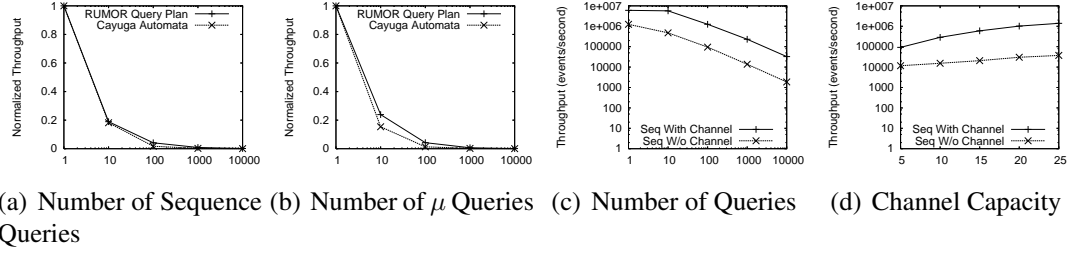 Normalized Throughput
1
0.8
0.6
0.4
0.2
0
RUMOR Query Plan
Cayuga Automata
1 10 100 1000 10000
Normalized Throughput
1
0.8
0.6
0.4
0.2
0
RUMOR Query Plan
Cayuga Automata
1 10 100 1000 10000
Throughput (events/second)
1e+007
1e+006
100000
10000
1000
100
10
1
Seq With Channel
Seq W/o Channel
1 10 100 1000 10000
Throughput (events/second)
1e+007
1e+006
100000
10000
1000
100
10
1
Seq With Channel
Seq W/o Channel
5 10 15 20 25
(a) Number of Sequence
Queries
(b) Number of μ Queries
(c) Number of Queries
(d) Channel Capacity